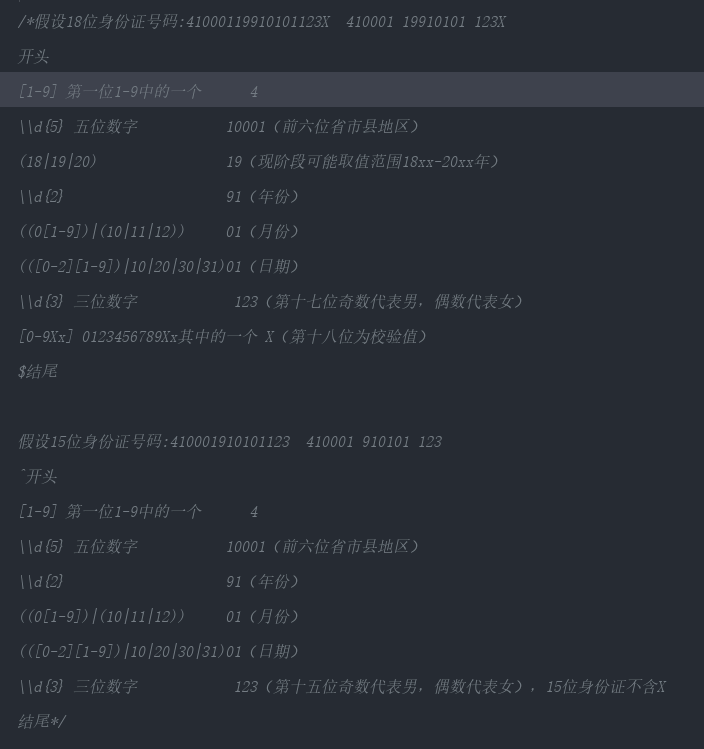 /*假设18位身份证号码:41000119910101123X  410001 19910101 123X
开头
[1-9] 第一位1-9中的一个      4
\\d{5} 五位数字           10001（前六位省市县地区）
(18|19|20)                19（现阶段可能取值范围18xx-20xx年）
\\d{2}                    91（年份）
((0[1-9])|(10|11|12))     01（月份）
(([0-2][1-9])|10|20|30|31)01（日期）
\\d{3} 三位数字            123（第十七位奇数代表男，偶数代表女）
[0-9Xx] 0123456789Xx其中的一个 X（第十八位为校验值）
$结尾
假设15位身份证号码:410001910101123  410001 910101 123
^开头
[1-9] 第一位1-9中的一个      4
\\d{5} 五位数字           10001（前六位省市县地区）
\\d{2}                    91（年份）
((0[1-9])|(10|11|12))     01（月份）
(([0-2][1-9])|10|20|30|31)01（日期）
\\d{3} 三位数字            123（第十五位奇数代表男，偶数代表女），15位身份证不含X
结尾*/